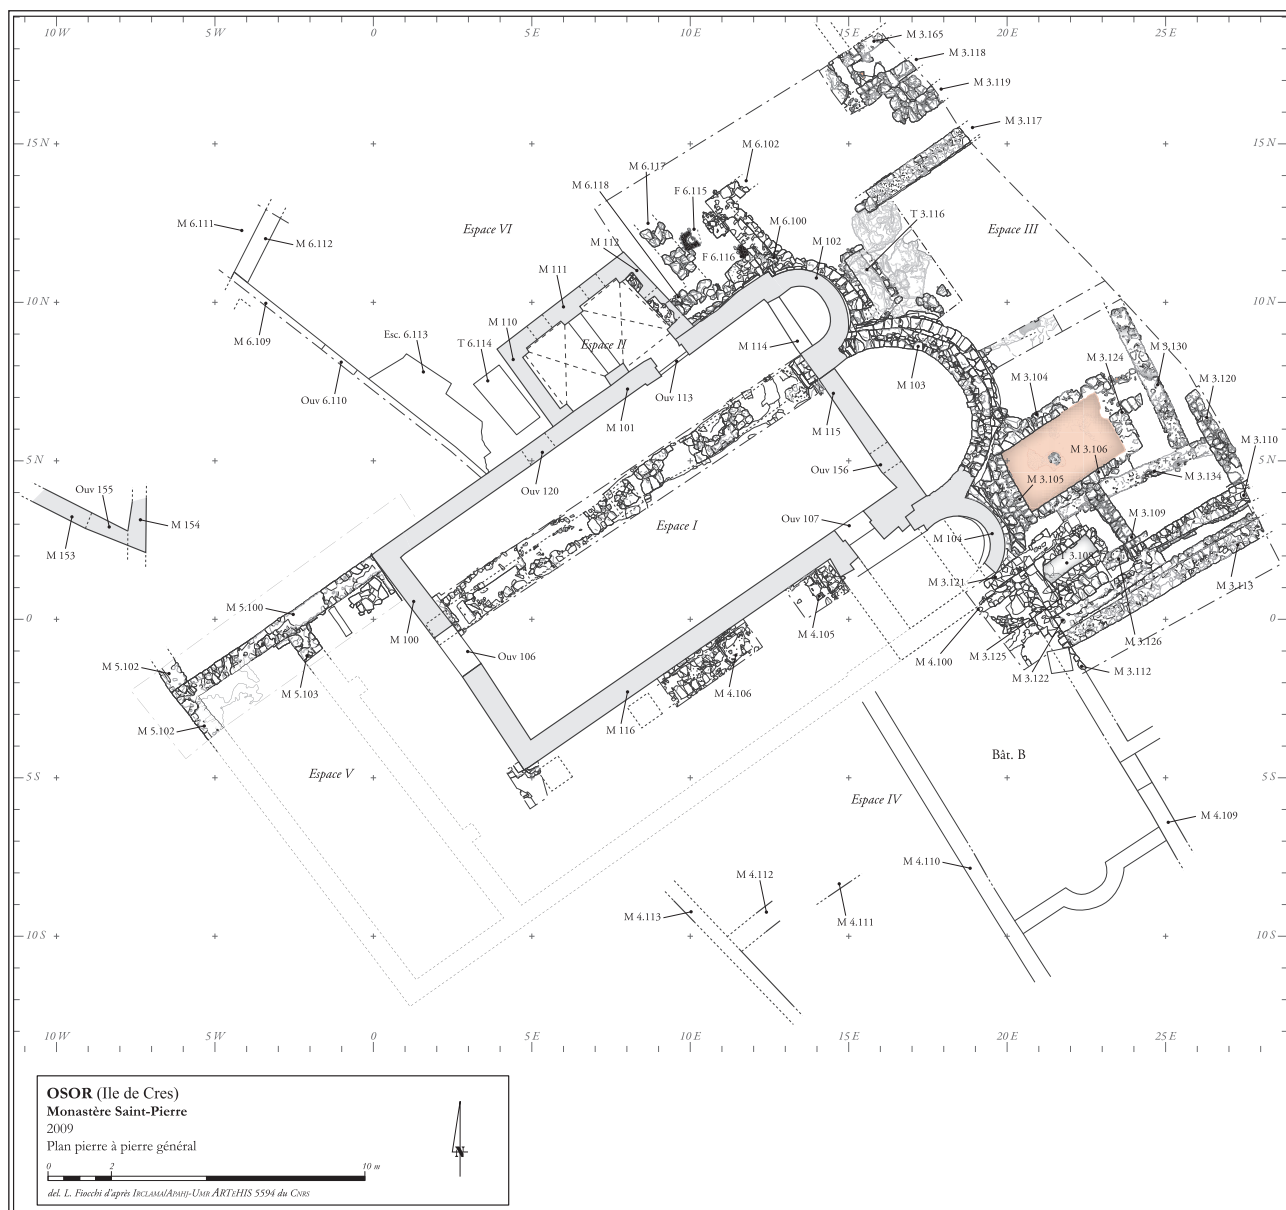 10 W 5 W 0 5 E 10 E 15 E 20 E 25 E
M 3.165
M 3.118
M 3.119
M 3.117
15 N 15 N
M 6.102
M 6.117
F 6.115
M 6.118
T 3.116
M 6.111
M 6.112
Espace VI
M 6.100
M 102
Espace III
M 112
F 6.116
M 111
10 N 10 N
M 110
M 6.109
Esc. 6.113
T 6.114
Espace II
M 114
M 3.130
M 3.124
M 103
M 3.104
M 3.120
Ouv 6.110
Ouv 113
M 101
M 115
M 3.110
M 3.106
5 N 5 N
Ouv 156
M 3.134
Ouv 120
M 3.105
Ouv 155
Espace I
Ouv 107
M 3.109
M 154
M 153
M 104
3.108
M 3.121
M 3.113
M 5.100
M 100
M 4.105
0 0
M 3.126
M 3.125
M 4.100
Ouv 106
M 5.102
M 3.122
M 3.112
M 5.103
M 4.106
M 116
M 5.102
Bât. B
Espace V
5 S 5 S
Espace IV
M 4.109
M 4.110
M 4.112
M 4.113
M 4.111
10 S 10 S
10 W 5 W 0 5 E 10 E 15 E 20 E 25 E
OSOR (Ile de Cres)
Monastère Saint-Pierre
2009
Plan pierre à pierre général
N
0 2 10 m
del. L. Fiocchi d'après IRCLAMA/APAHJ-UMR ARTEHIS 5594 du CNRS